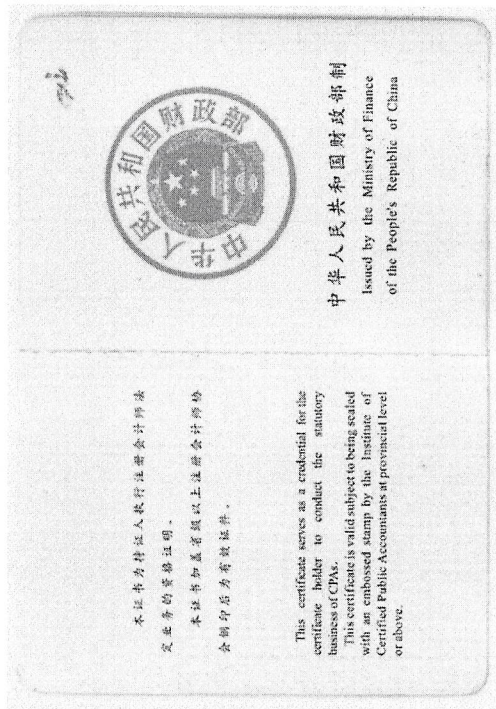 本证书为持证人执行注册会计师法
定业务的资格证明。
本证书加盖省级以上注册会计师协
会钢印后为有效证件。
This certificate serves as a credential for the
certificate holder to conduct the statutory
business of CPAs.
This certificate is valid subject to being sealed
with an embossed stamp by the Institute of
Certified Public Accountants at provincial level
or above.
中华人民共和国财政部
中华人民共和国财政部制
Issued by the Ministry of Finance
of the People's Republic of China